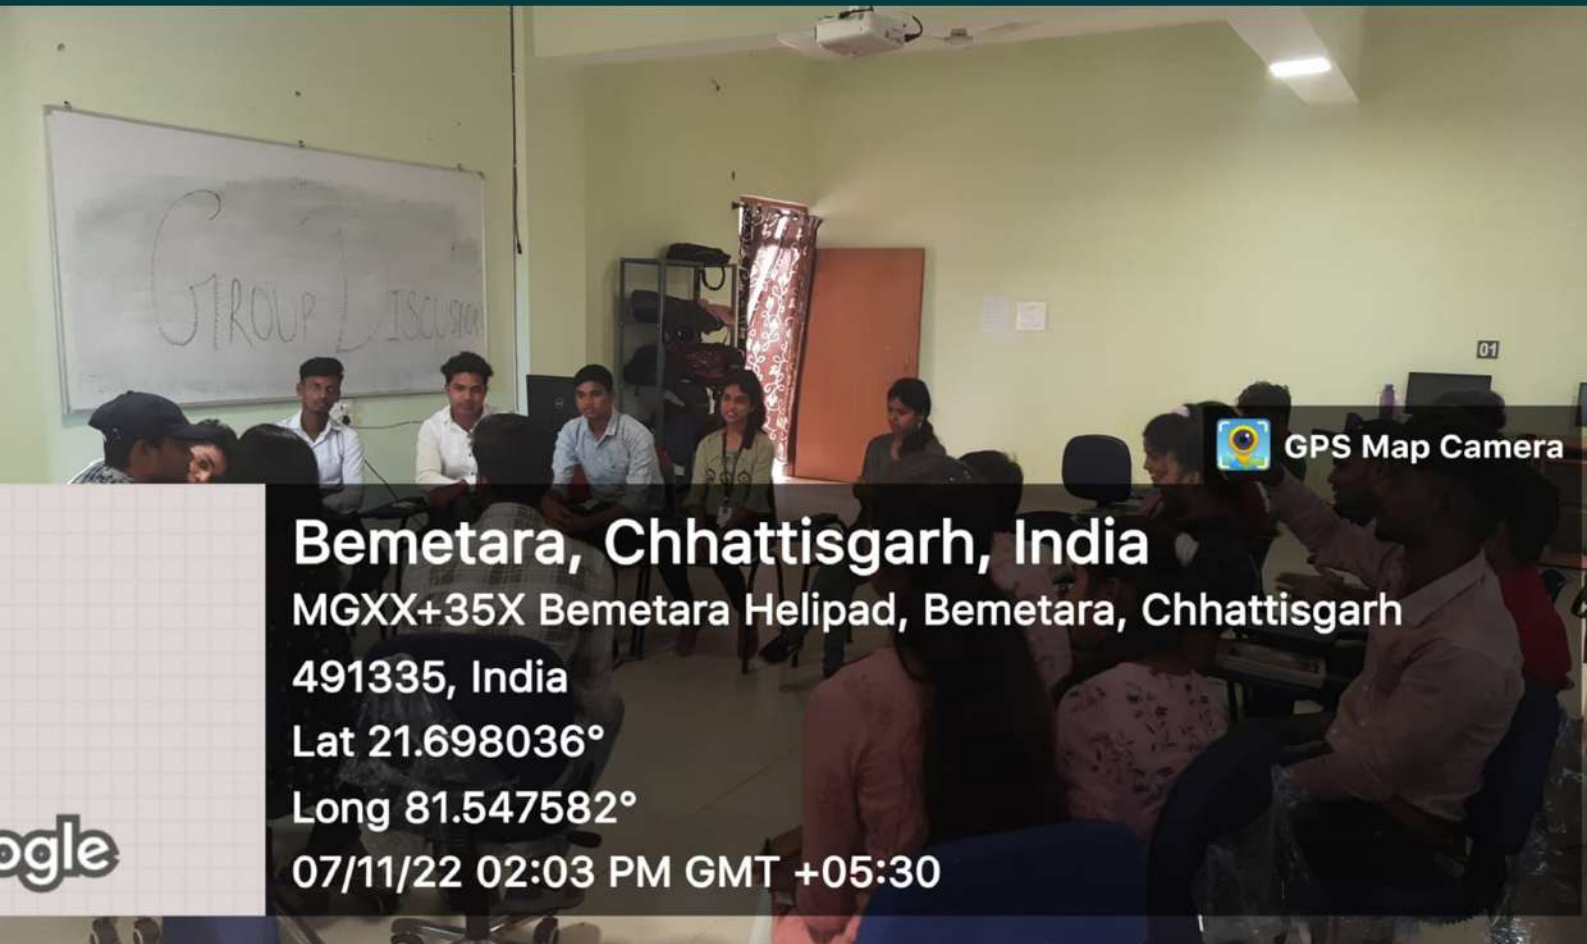 GROUP DISCUSSION
01
GPS Map Camera
Bemetara, Chhattisgarh, India
MGXX+35X Bemetara Helipad, Bemetara, Chhattisgarh
491335, India
Lat 21.698036°
Long 81.547582°
ogle
07/11/22 02:03 PM GMT +05:30